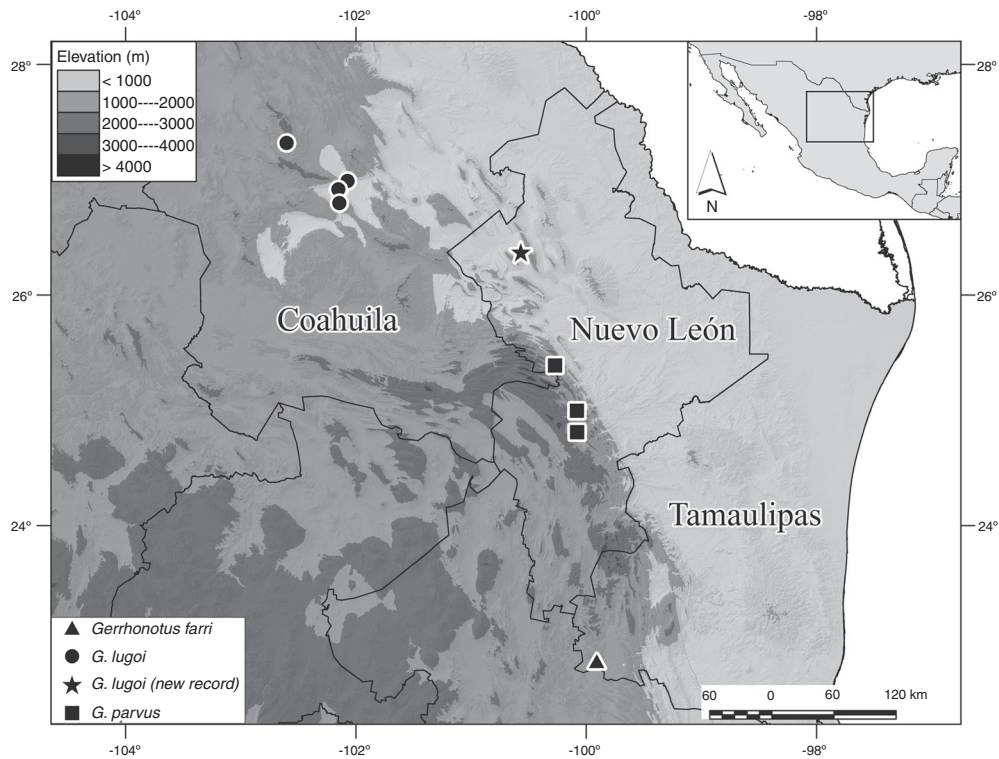 -104° -102° -100° -98°
Elevation (m)
< 1000
1000----2000
2000----3000
3000----4000
> 4000
28° 28°
N
26° 26°
Coahuila
Nuevo León
24° 24°
Tamaulipas
Gerrhonotus farri
G. lugoi
G. lugoi (new record)
G. parvus
60 0 60 120 km
-104° -102° -100° -98°